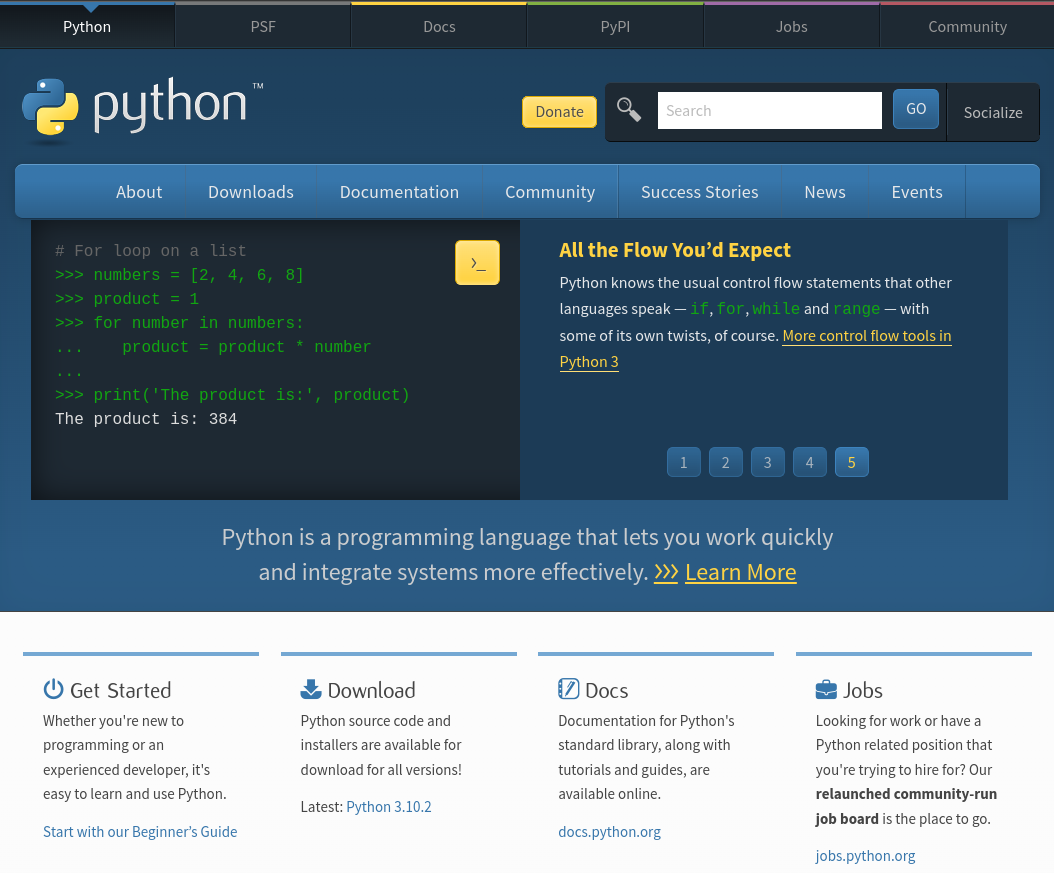 Python PSF Docs PyPI Jobs Community
python™
Donate Search GO Socialize
About Downloads Documentation Community Success Stories News Events
# For loop on a list
>>> numbers = [2, 4, 6, 8]
>>> product = 1
>>> for number in numbers:
...    product = product * number
...
>>> print('The product is:', product)
The product is: 384
>_
All the Flow You’d Expect
Python knows the usual control flow statements that other
languages speak — if, for, while and range — with
some of its own twists, of course. More control flow tools in
Python 3
1 2 3 4 5
Python is a programming language that lets you work quickly
and integrate systems more effectively. >>> Learn More
Get Started
Whether you're new to
programming or an
experienced developer, it's
easy to learn and use Python.
Start with our Beginner’s Guide
Download
Python source code and
installers are available for
download for all versions!
Latest: Python 3.10.2
Docs
Documentation for Python's
standard library, along with
tutorials and guides, are
available online.
docs.python.org
Jobs
Looking for work or have a
Python related position that
you're trying to hire for? Our
relaunched community-run
job board is the place to go.
jobs.python.org